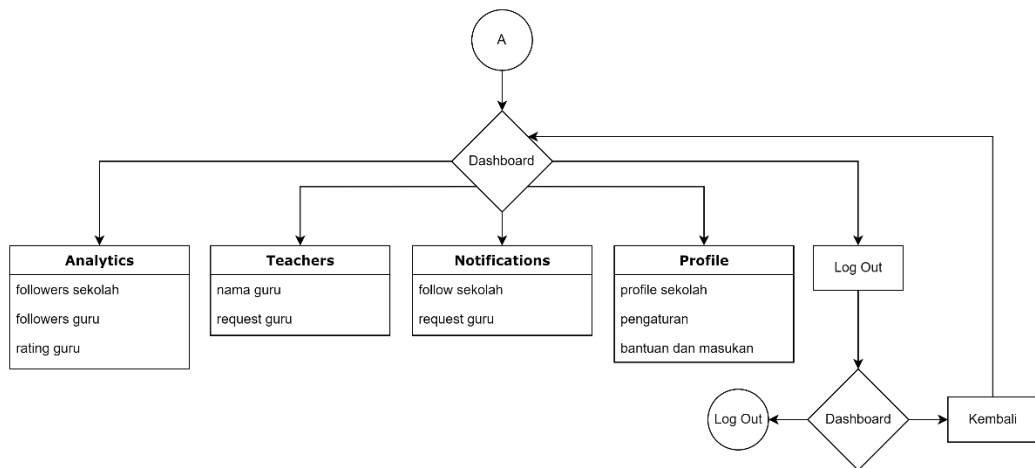 A
Dashboard
Analytics
followers sekolah
followers guru
rating guru
Teachers
nama guru
request guru
Notifications
follow sekolah
request guru
Profile
profile sekolah
pengaturan
bantuan dan masukan
Log Out
Log Out
Dashboard
Kembali